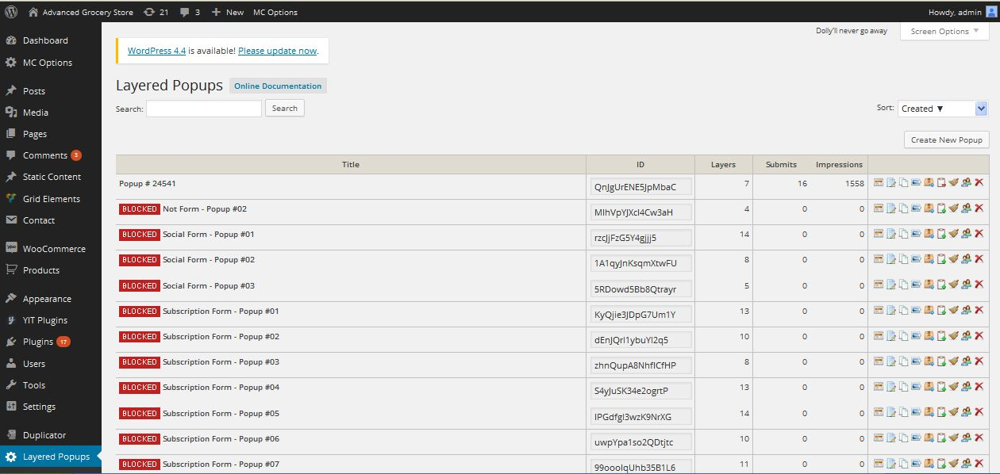 Advanced Grocery Store 21 3 New MC Options Howdy, admin
Dolly'll never go away Screen Options ▼
Dashboard
MC Options
Posts
Media
Pages
Comments 3
Static Content
Grid Elements
Contact
WooCommerce
Products
Appearance
YIT Plugins
Plugins 17
Users
Tools
Settings
Duplicator
Layered Popups
WordPress 4.4 is available! Please update now.
Layered Popups Online Documentation
Search: Search
Sort: Created ▼
Create New Popup
Title ID Layers Submits Impressions
Popup # 24541 QnJgUrENE5JpMbaC 7 16 1558
BLOCKED Not Form - Popup #02 4 0 0
BLOCKED Social Form - Popup #01 rzcJjFzG5Y4gjjj5 14 0 0
BLOCKED Social Form - Popup #02 1A1qyJnKsqmXtwFU 8 0 0
BLOCKED Social Form - Popup #03 5RDowd5Bb8Qtrayr 5 0 0
BLOCKED Subscription Form - Popup #01 KyQjie3JDpG7Um1Y 13 0 0
BLOCKED Subscription Form - Popup #02 10 0 0
BLOCKED Subscription Form - Popup #03 8 0 0
BLOCKED Subscription Form - Popup #04 S4yJuSK34e2ogrtP 13 0 0
BLOCKED Subscription Form - Popup #05 14 0 0
BLOCKED Subscription Form - Popup #06 uwpYpa1so2QDtjtc 10 0 0
BLOCKED Subscription Form - Popup #07 11 0 0